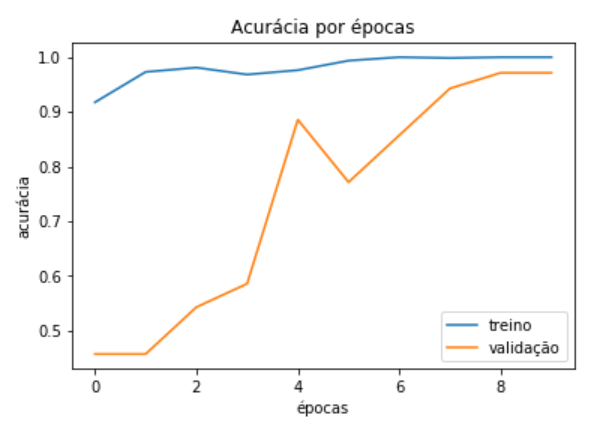 Acurácia por épocas
acurácia
1.0
0.9
0.8
0.7
0.6
0.5
treino
validação
0 2 4 6 8
épocas